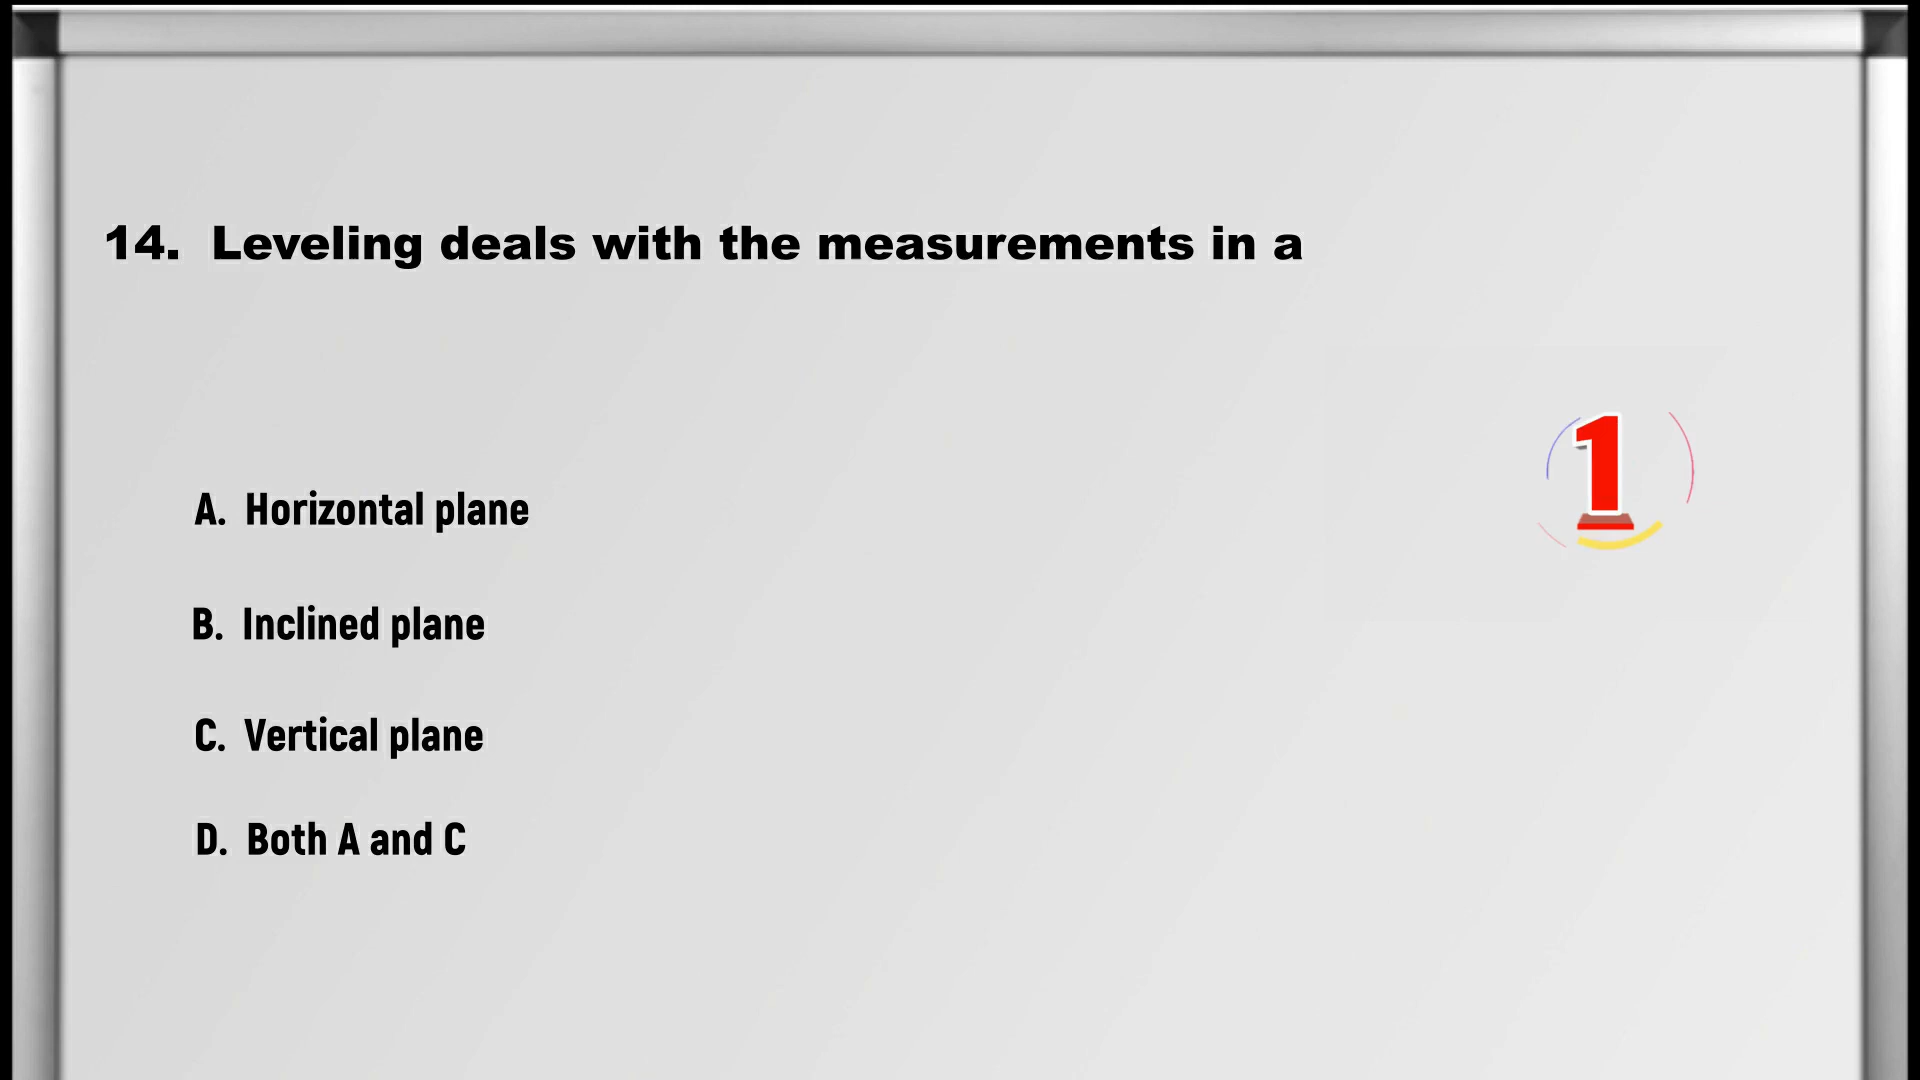 14. Leveling deals with the measurements in a
1
A. Horizontal plane
B. Inclined plane
C. Vertical plane
D. Both A and C